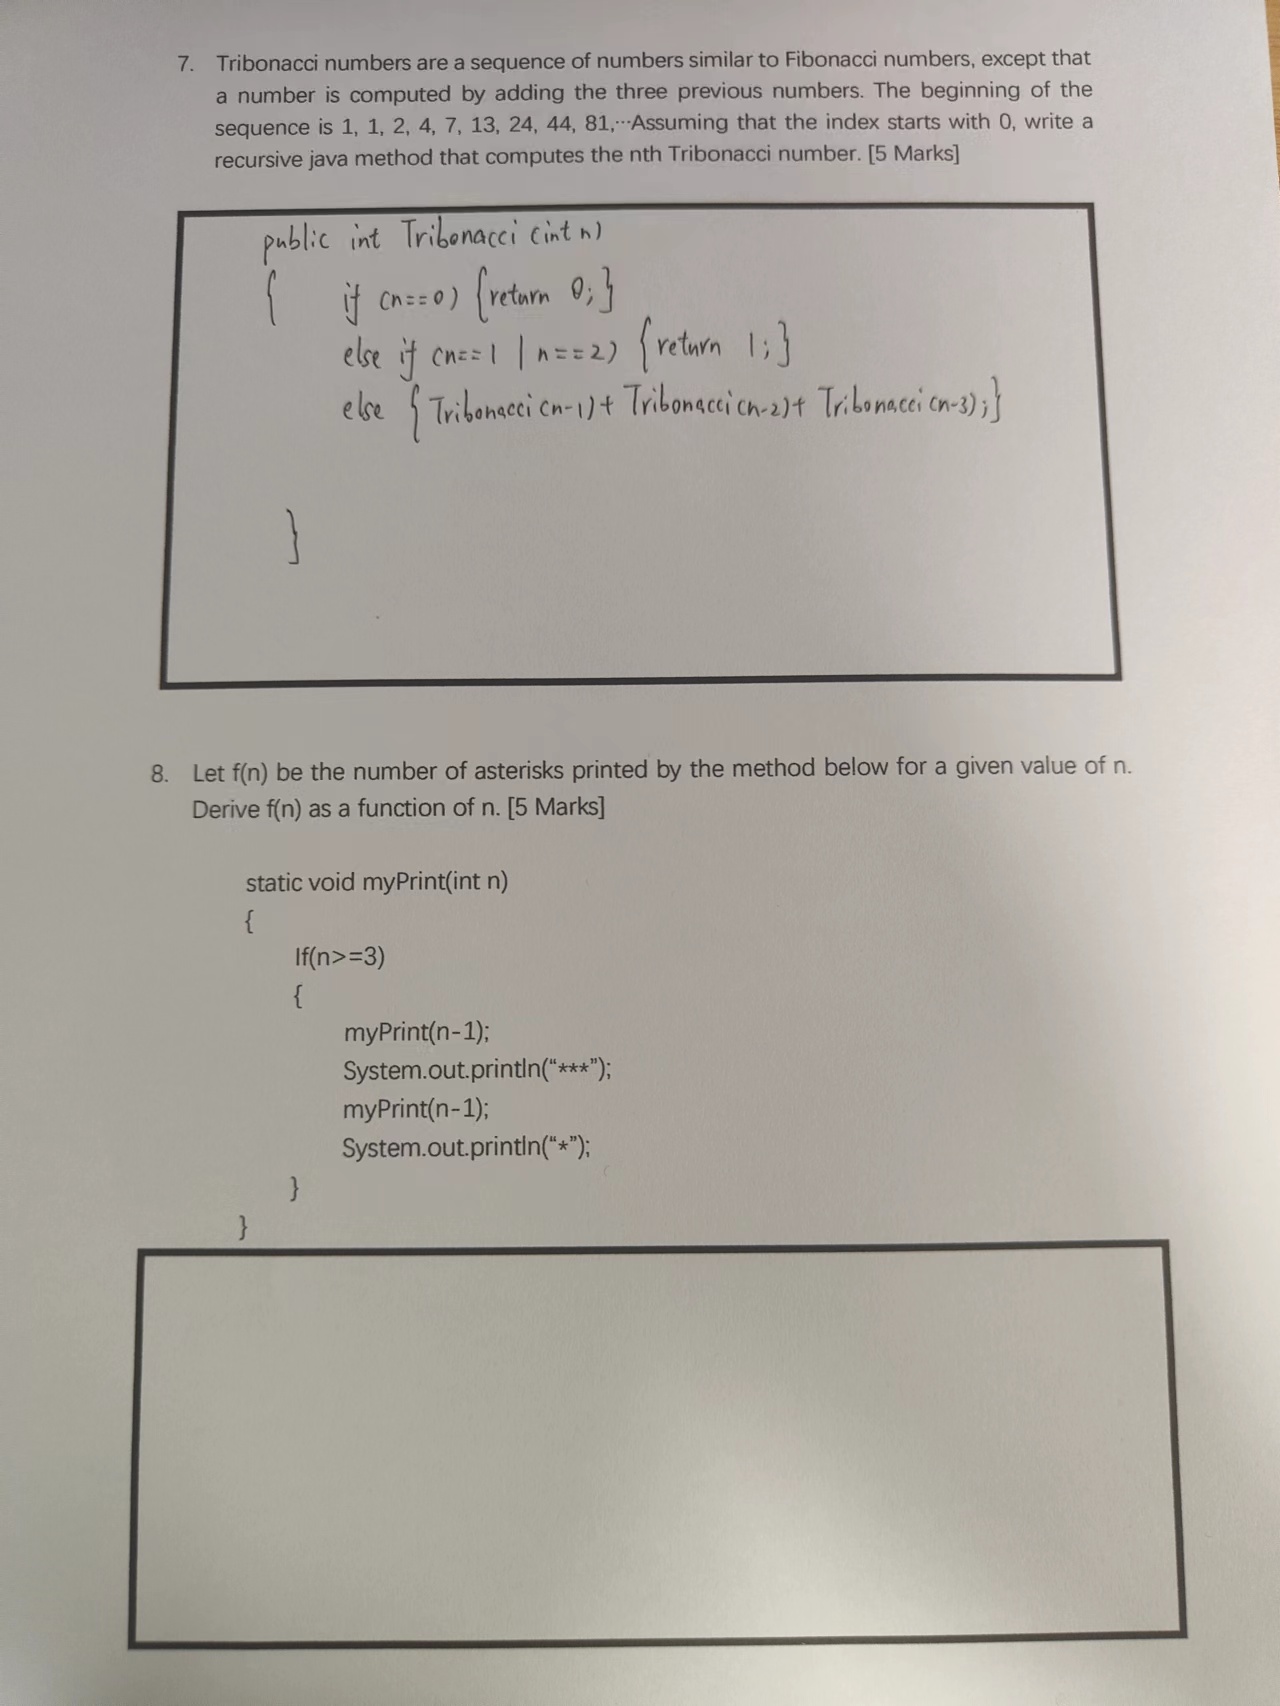 7. Tribonacci numbers are a sequence of numbers similar to Fibonacci numbers, except that
a number is computed by adding the three previous numbers. The beginning of the
sequence is 1, 1, 2, 4, 7, 13, 24, 44, 81,···Assuming that the index starts with 0, write a
recursive java method that computes the nth Tribonacci number. [5 Marks]
public int Tribonacci (int n)
{ if (n==0) {return 0;}
else if (n==1 | n==2) {return 1;}
else { Tribonacci (n-1)+ Tribonacci (n-2)+ Tribonacci (n-3);}
}
8. Let f(n) be the number of asterisks printed by the method below for a given value of n.
Derive f(n) as a function of n. [5 Marks]
static void myPrint(int n)
{
If(n>=3)
{
myPrint(n-1);
System.out.println(“***”);
myPrint(n-1);
System.out.println(“*”);
}
}